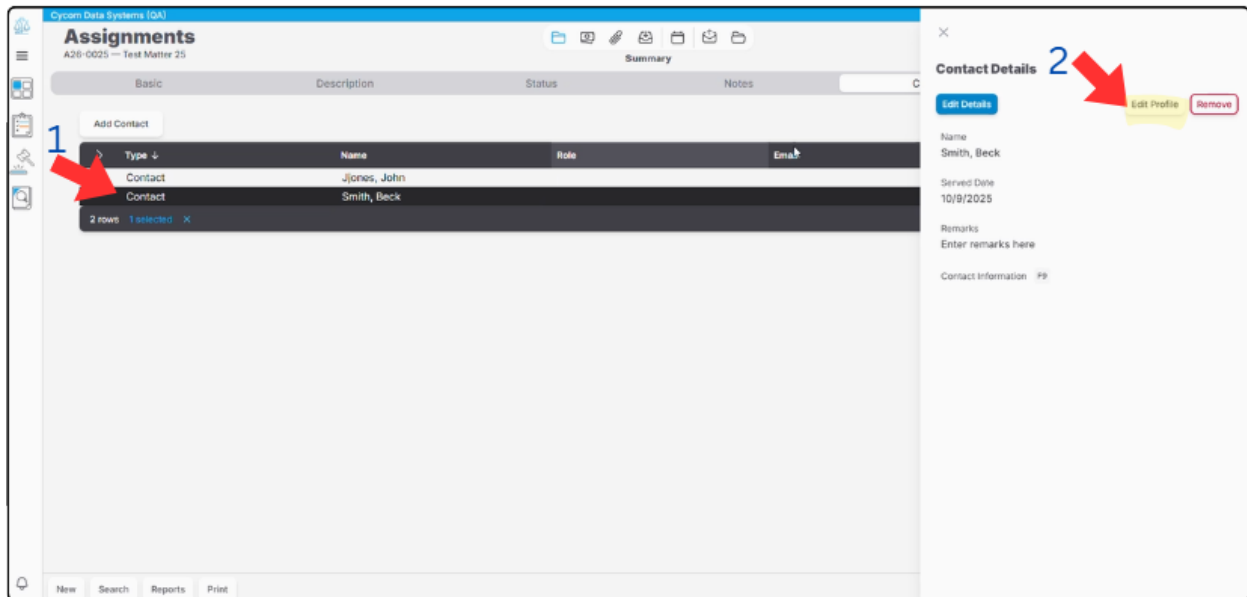 Cycom Data Systems (QA)
Assignments
A26-0025 — Test Matter 25
Summary
Basic Description Status Notes C
Add Contact
1
Type ↓ Name Role Email
Contact Jjones, John
Contact Smith, Beck
2 rows 1 selected ×
New Search Reports Print
×
Contact Details 2
Edit Details Edit Profile Remove
Name
Smith, Beck
Served Date
10/9/2025
Remarks
Enter remarks here
Contact Information F9